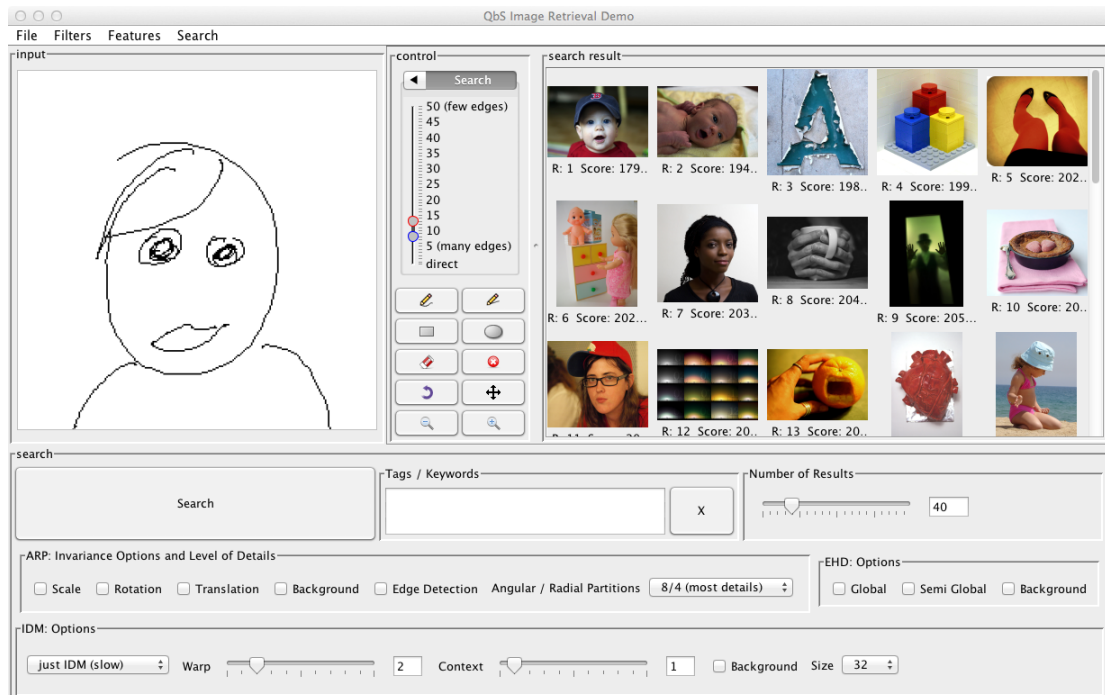 QbS Image Retrieval Demo
File Filters Features Search
input
control
Search
50 (few edges)
45
40
35
30
25
20
15
10
5 (many edges)
direct
search result
R: 1 Score: 179..
R: 2 Score: 194..
R: 3 Score: 198..
R: 4 Score: 199..
R: 5 Score: 202..
R: 6 Score: 202...
R: 7 Score: 203..
R: 8 Score: 204..
R: 9 Score: 205...
R: 10 Score: 20..
R: 12 Score: 20..
R: 13 Score: 20..
search
Search
Tags / Keywords
X
Number of Results
40
ARP: Invariance Options and Level of Details
Scale Rotation Translation Background Edge Detection Angular / Radial Partitions 8/4 (most details)
EHD: Options
Global Semi Global Background
IDM: Options
just IDM (slow) Warp 2 Context 1 Background Size 32